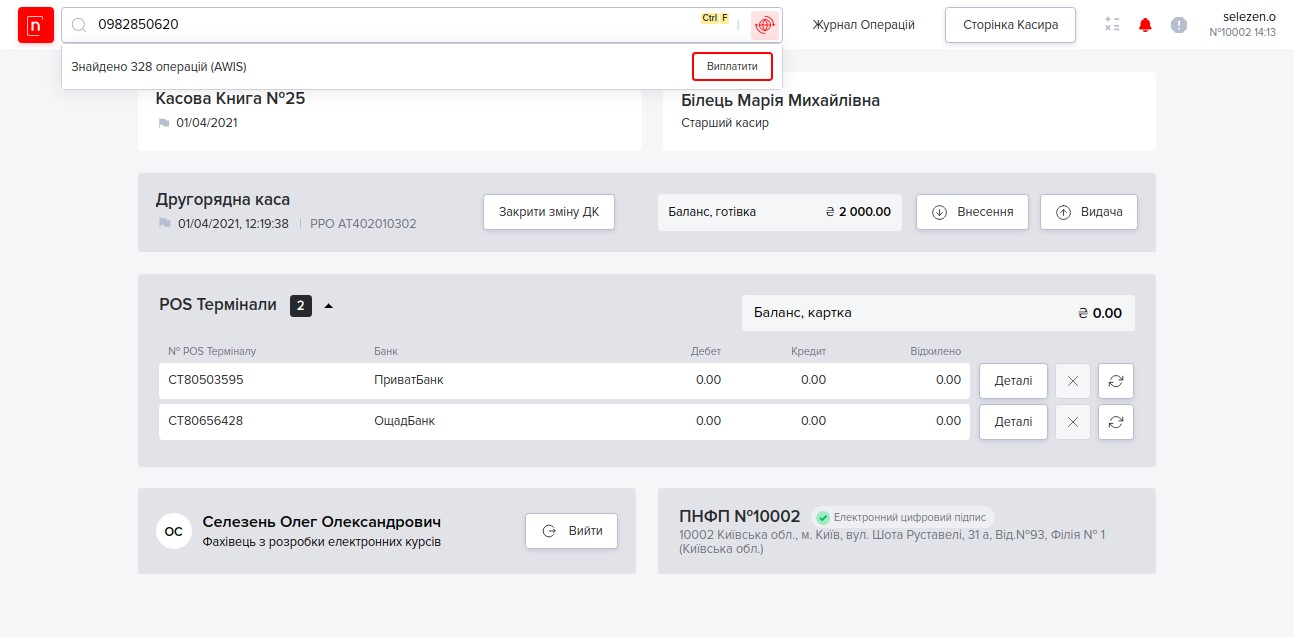 n
0982850620
Ctrl F
Журнал Операцій
Сторінка Касира
selezen.o
№10002 14:13
Знайдено 328 операцій (AWIS)
Виплатити
Касова Книга №25
01/04/2021
Білець Марія Михайлівна
Старший касир
Другорядна каса
01/04/2021, 12:19:38 | РРО АТ402010302
Закрити зміну ДК
Баланс, готівка ₴ 2 000.00
Внесення
Видача
POS Термінали 2
Баланс, картка ₴ 0.00
№ POS Терміналу Банк Дебет Кредит Відхилено
CT80503595 ПриватБанк 0.00 0.00 0.00 Деталі
CT80656428 ОщадБанк 0.00 0.00 0.00 Деталі
ОС
Селезень Олег Олександрович
Фахівець з розробки електронних курсів
Вийти
ПНФП №10002 Електронний цифровий підпис
10002 Київська обл., м. Київ, вул. Шота Руставелі, 31 а, Від.№93, Філія № 1
(Київська обл.)